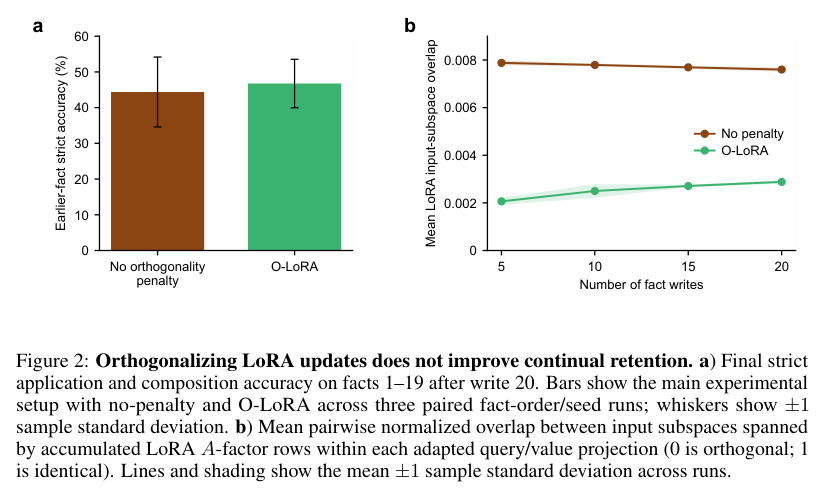 a
60
50
40
30
20
10
0
Earlier-fact strict accuracy (%)
No orthogonality
penalty
O-LoRA
b
0.008
0.006
0.004
0.002
0
Mean LoRA input-subspace overlap
No penalty
O-LoRA
5
10
15
20
Number of fact writes
Figure 2: Orthogonalizing LoRA updates does not improve continual retention. a) Final strict
application and composition accuracy on facts 1–19 after write 20. Bars show the main experimental
setup with no-penalty and O-LoRA across three paired fact-order/seed runs; whiskers show ±1
sample standard deviation. b) Mean pairwise normalized overlap between input subspaces spanned
by accumulated LoRA A-factor rows within each adapted query/value projection (0 is orthogonal; 1
is identical). Lines and shading show the mean ±1 sample standard deviation across runs.